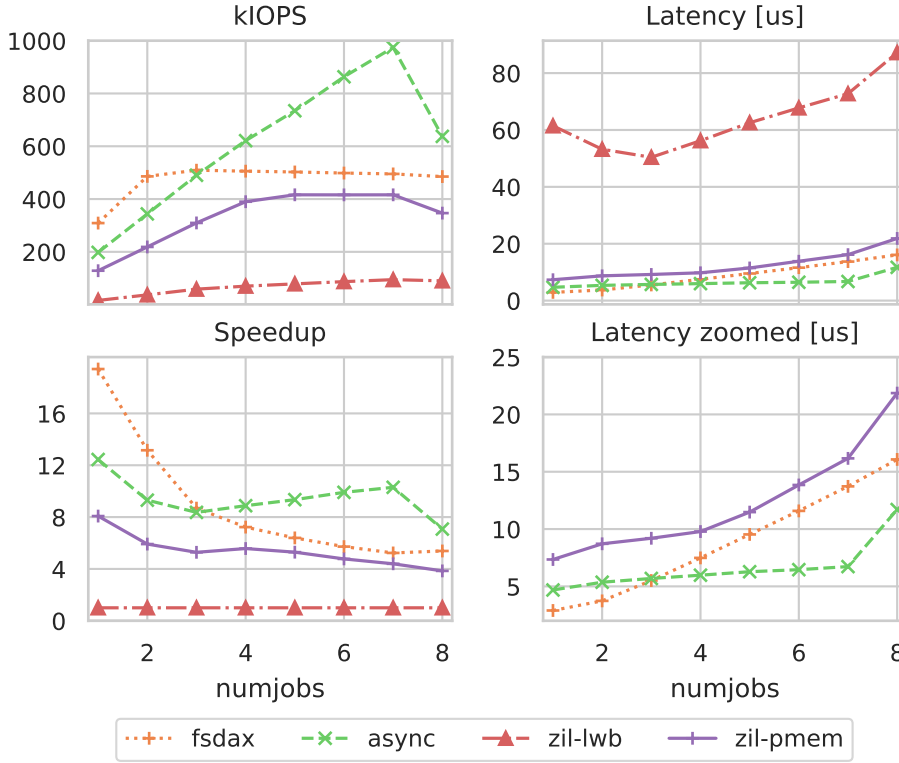 kIOPS
1000
800
600
400
200
Latency [us]
80
60
40
20
0
Speedup
16
12
8
4
0
2 4 6 8
numjobs
Latency zoomed [us]
25
20
15
10
5
2 4 6 8
numjobs
fsdax async zil-lwb zil-pmem